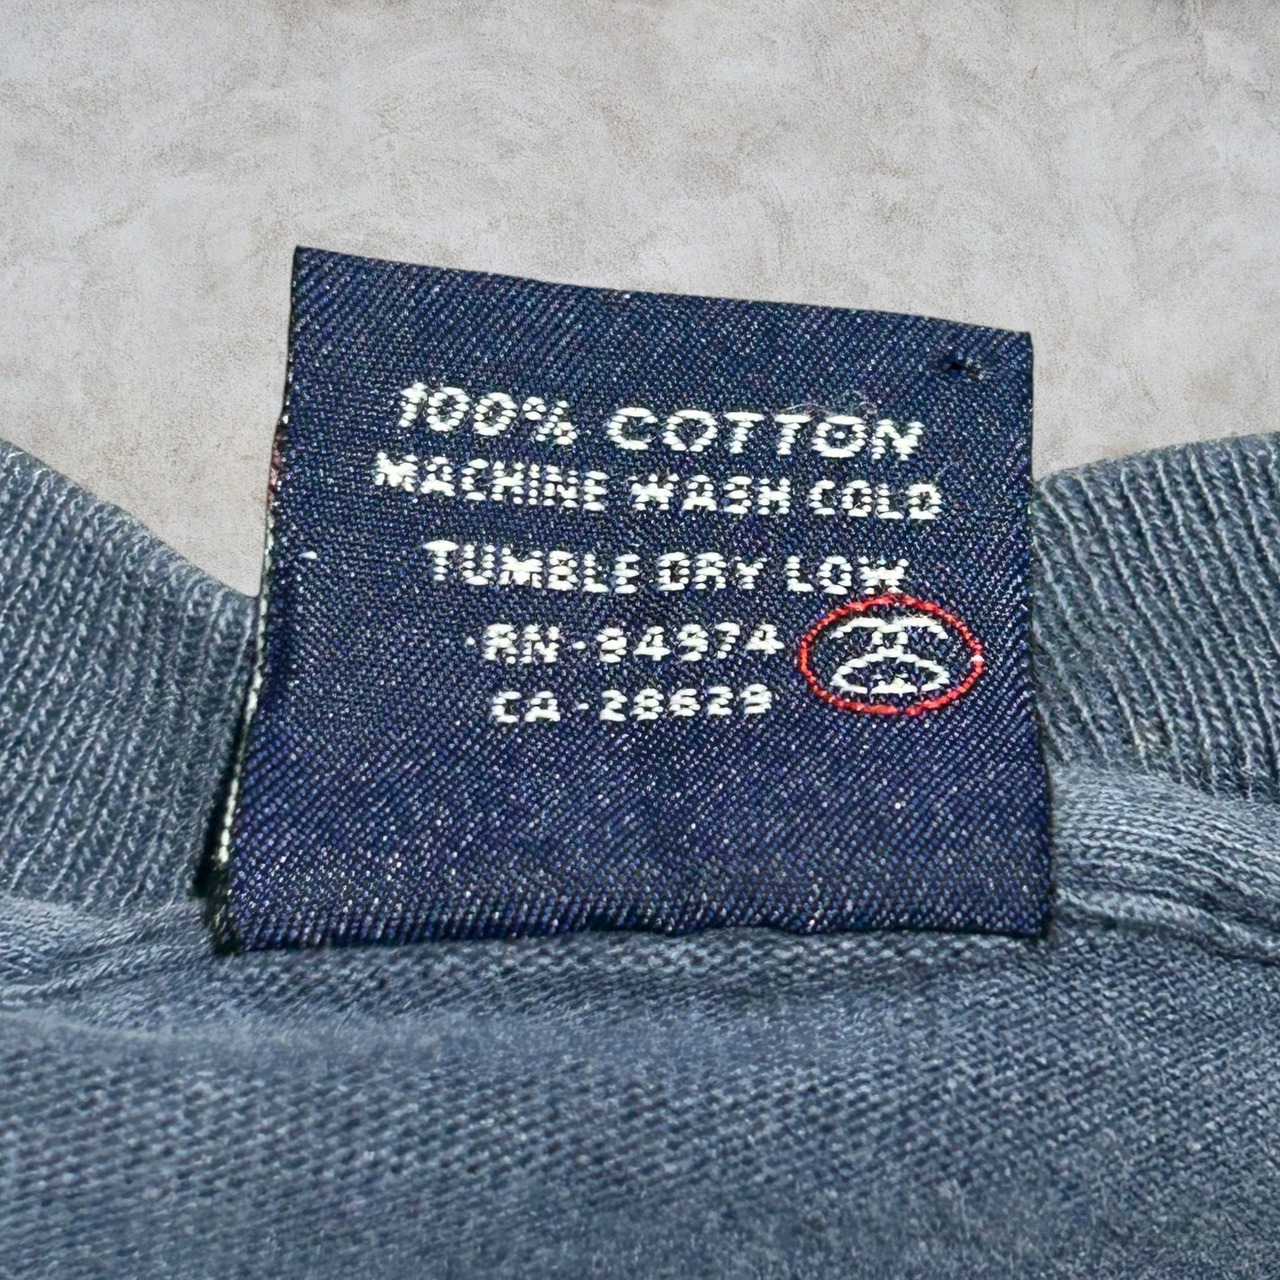 100% COTTON
MACHINE WASH COLD
TUMBLE DRY LOW
RN-84974
CA-28629